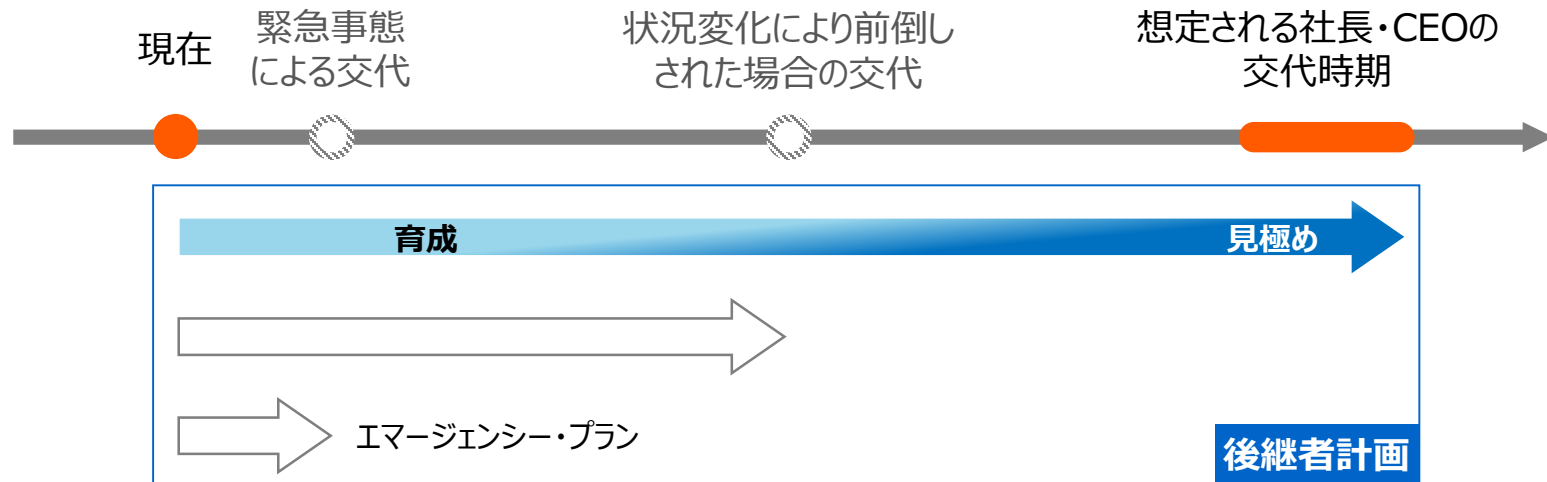 現在
緊急事態
による交代
状況変化により前倒し
された場合の交代
想定される社長・CEOの
交代時期
育成
見極め
エマージェンシー・プラン
後継者計画